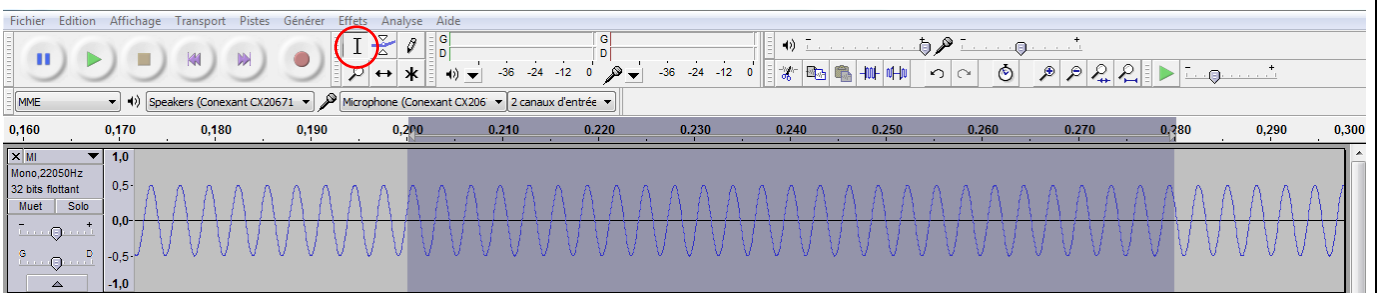 Fichier Edition Affichage Transport Pistes Générer Effets Analyse Aide
G G
D D
-36 -24 -12 0 -36 -24 -12 0
MME Speakers (Conexant CX20671 Microphone (Conexant CX206 2 canaux d'entrée
0,160 0,170 0,180 0,190 0,200 0,210 0,220 0,230 0,240 0,250 0,260 0,270 0,280 0,290 0,300
MI 1,0
Mono,22050Hz
32 bits flottant 0,5
Muet Solo
- + 0,0
G D -0,5
-1,0